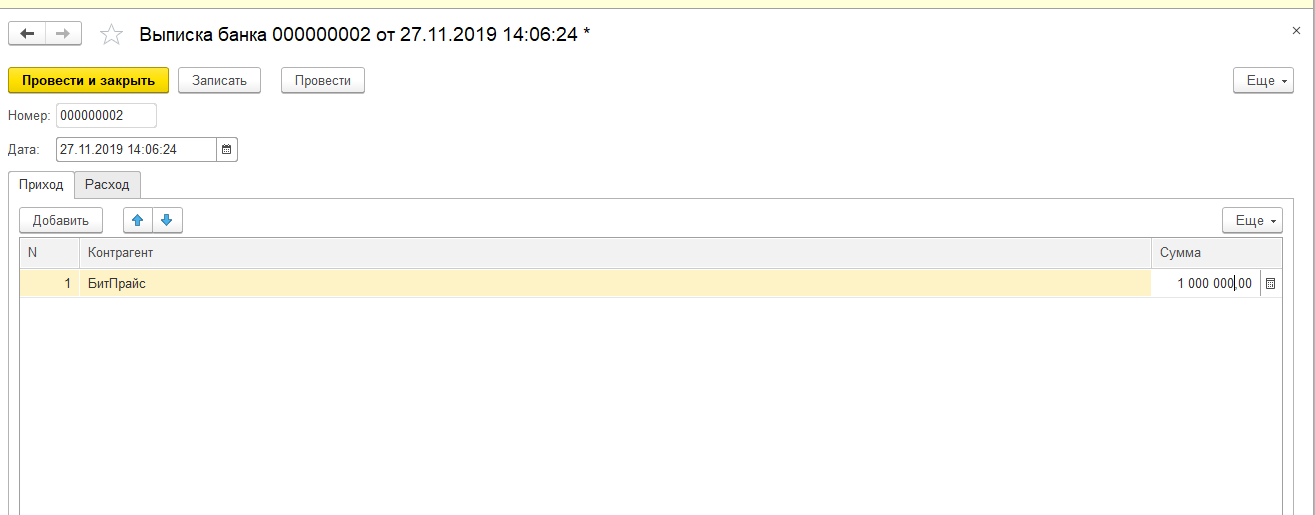 Выписка банка 000000002 от 27.11.2019 14:06:24 *
Провести и закрыть Записать Провести Еще
Номер: 000000002
Дата: 27.11.2019 14:06:24
Приход Расход
Добавить Еще
N Контрагент Сумма
1 БитПрайс 1 000 000,00